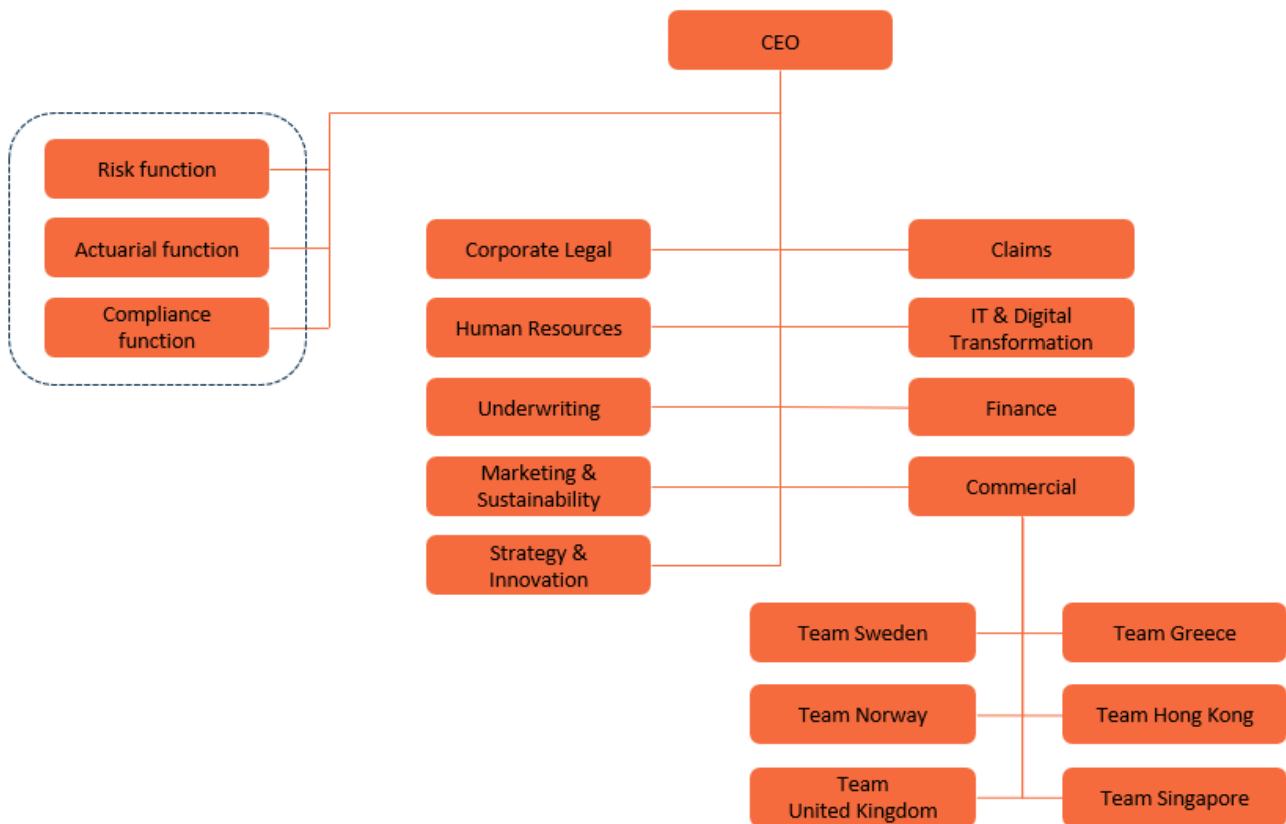 CEO
Risk function
Actuarial function
Compliance
function
Corporate Legal
Claims
Human Resources
IT & Digital
Transformation
Underwriting
Finance
Marketing &
Sustainability
Commercial
Strategy &
Innovation
Team Sweden
Team Greece
Team Norway
Team Hong Kong
Team
United Kingdom
Team Singapore